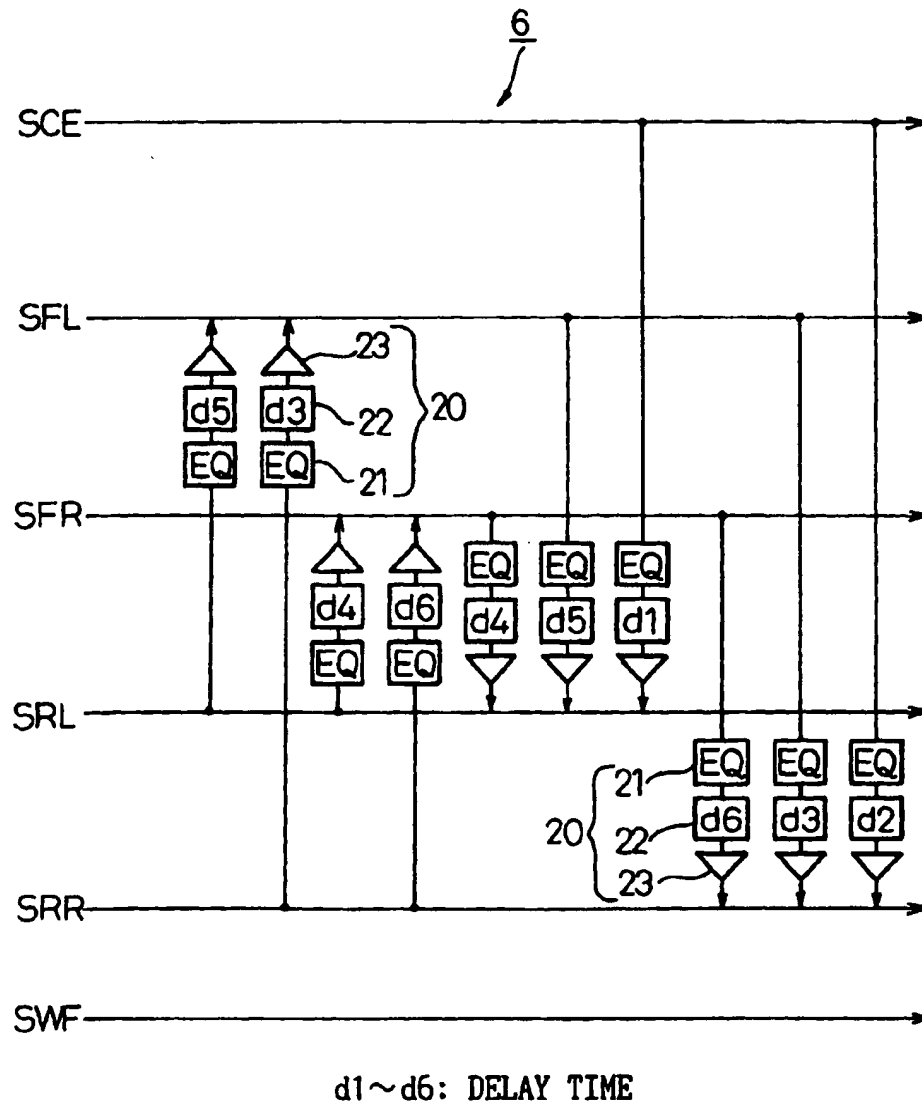 6
SCE
SFL
23
d5 d3 22 20
EQ EQ 21
SFR
EQ EQ EQ
d4 d6 d4 d5 d1
EQ EQ
SRL
21 EQ EQ EQ
20 22 d6 d3 d2
23
SRR
SWF
d1~d6: DELAY TIME